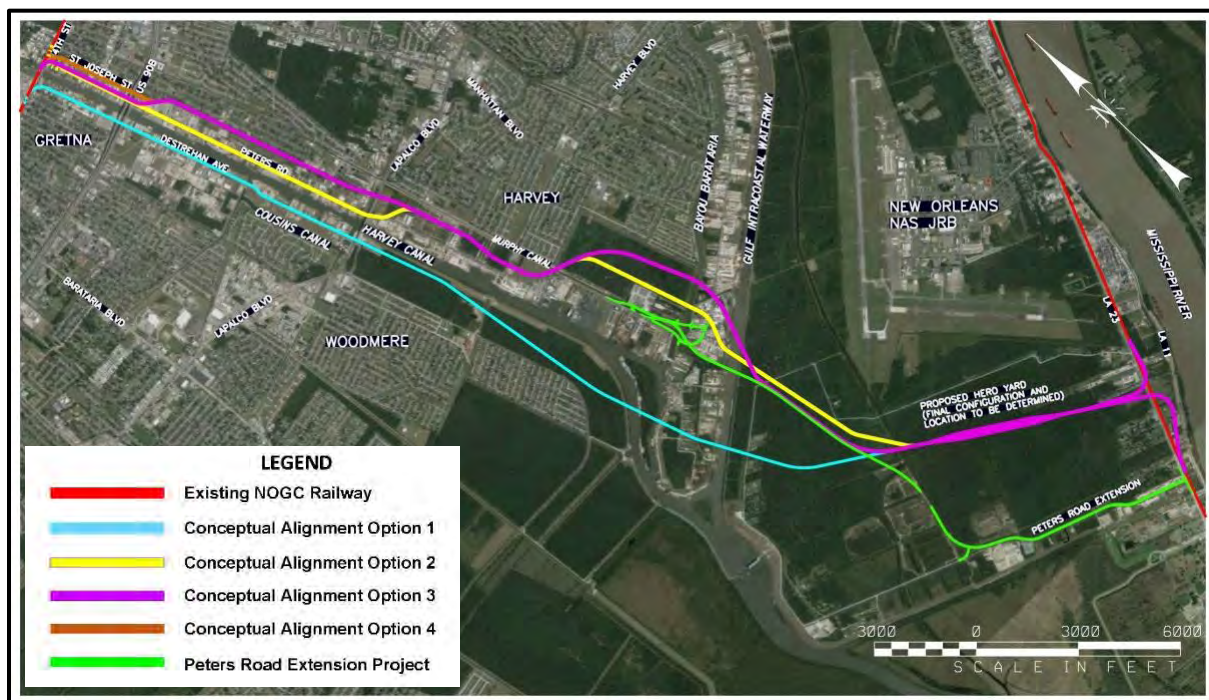 4TH ST
ST JOSEPH ST
US 90B
GRETNA
DESTREHAN AVE
PETERS RD
COUSINS CANAL
HARVEY CANAL
BARATARIA BLVD
LAPALCO BLVD
WOODMERE
LAPALCO BLVD
MANHATTAN BLVD
HARVEY BLVD
HARVEY
MURPHY CANAL
BAYOU BARATARIA
GULF INTRACOASTAL WATERWAY
NEW ORLEANS
NAS JRB
N
MISSISSIPPI RIVER
LA 23
LA 11
PROPOSED HERO YARD
(FINAL CONFIGURATION AND
LOCATION TO BE DETERMINED)
PETERS ROAD EXTENSION
LEGEND
Existing NOGC Railway
Conceptual Alignment Option 1
Conceptual Alignment Option 2
Conceptual Alignment Option 3
Conceptual Alignment Option 4
Peters Road Extension Project
3000 0 3000 6000
SCALE IN FEET